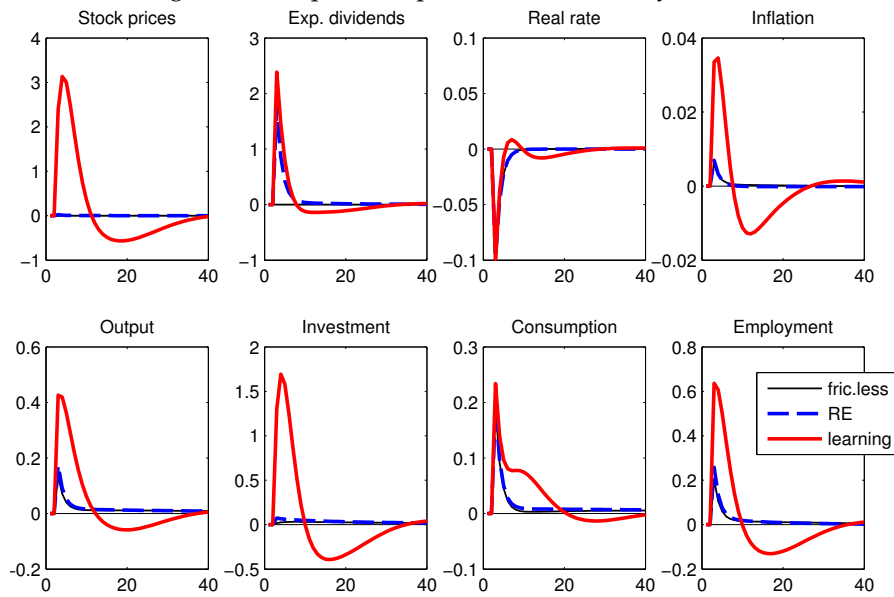 Stock prices Exp. dividends Real rate Inflation
4 3 0.1 0.04
3 2 0.05 0.02
2 1 0 0
1 0 −0.05 −0.02
0 −1 −0.1
−1
0 20 40 0 20 40 0 20 40 0 20 40
Output Investment Consumption Employment
0.6 2 0.3 0.8
0.4 1.5 0.2 0.6
0.2 1 0.1 0.4
0 0.5 0 0.2
−0.2 0 −0.1 0
−0.5 −0.2
fric.less
RE
learning
0 20 40 0 20 40 0 20 40 0 20 40